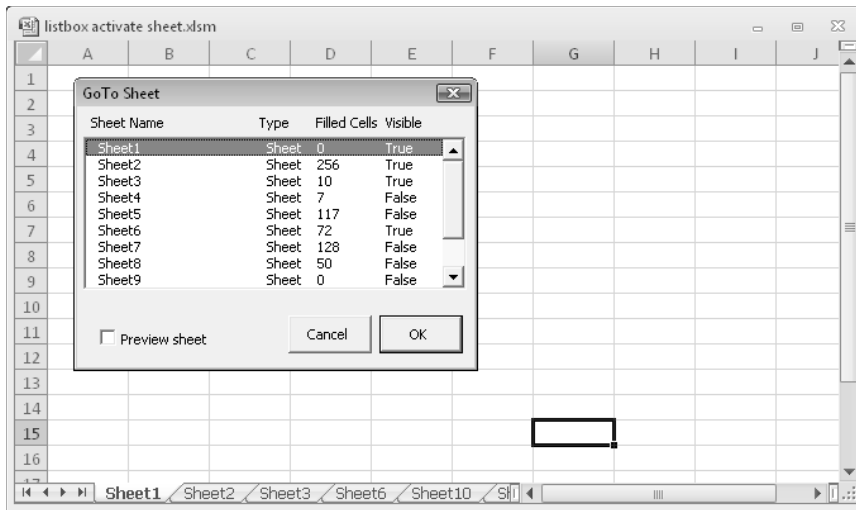 listbox activate sheet.xlsm
A B C D E F G H I J
1
GoTo Sheet
2
Sheet Name Type Filled Cells Visible
3
Sheet1 Sheet 0 True
4
Sheet2 Sheet 256 True
Sheet3 Sheet 10 True
5
Sheet4 Sheet 7 False
6
Sheet5 Sheet 117 False
Sheet6 Sheet 72 True
7
Sheet7 Sheet 128 False
8
Sheet8 Sheet 50 False
Sheet9 Sheet 0 False
9
10
11
Preview sheet Cancel OK
12
13
14
15
16
Sheet1 Sheet2 Sheet3 Sheet6 Sheet10